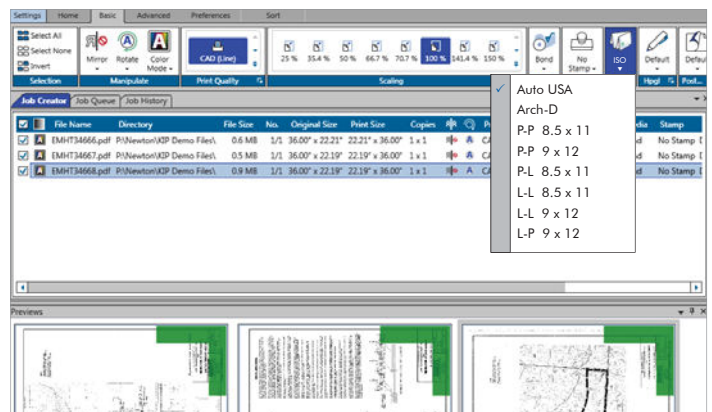 Settings Home Basic Advanced Preferences Sort
Select All
Select None
Invert
Mirror Rotate Color Mode
CAD (Line)
25 % 35.4 % 50 % 66.7 % 70.7 % 100 % 141.4 % 150 %
Bond No Stamp ISO Default
Selection Manipulate Print Quality Scaling Hpgl
Auto USA
Arch-D
P-P 8.5 x 11
P-P 9 x 12
P-L 8.5 x 11
L-L 8.5 x 11
L-L 9 x 12
L-P 9 x 12
Job Creator Job Queue Job History
File Name Directory File Size No. Original Size Print Size Copies Stamp
EMHT34666.pdf P:\Newton\KIP Demo Files\ 0.6 MB 1/1 36.00" x 22.21" 22.21" x 36.00" 1 x 1 No Stamp
EMHT34667.pdf P:\Newton\KIP Demo Files\ 0.5 MB 1/1 36.00" x 22.19" 22.19" x 36.00" 1 x 1 No Stamp
EMHT34668.pdf P:\Newton\KIP Demo Files\ 0.9 MB 1/1 36.00" x 22.19" 22.19" x 36.00" 1 x 1 No Stamp
Previews